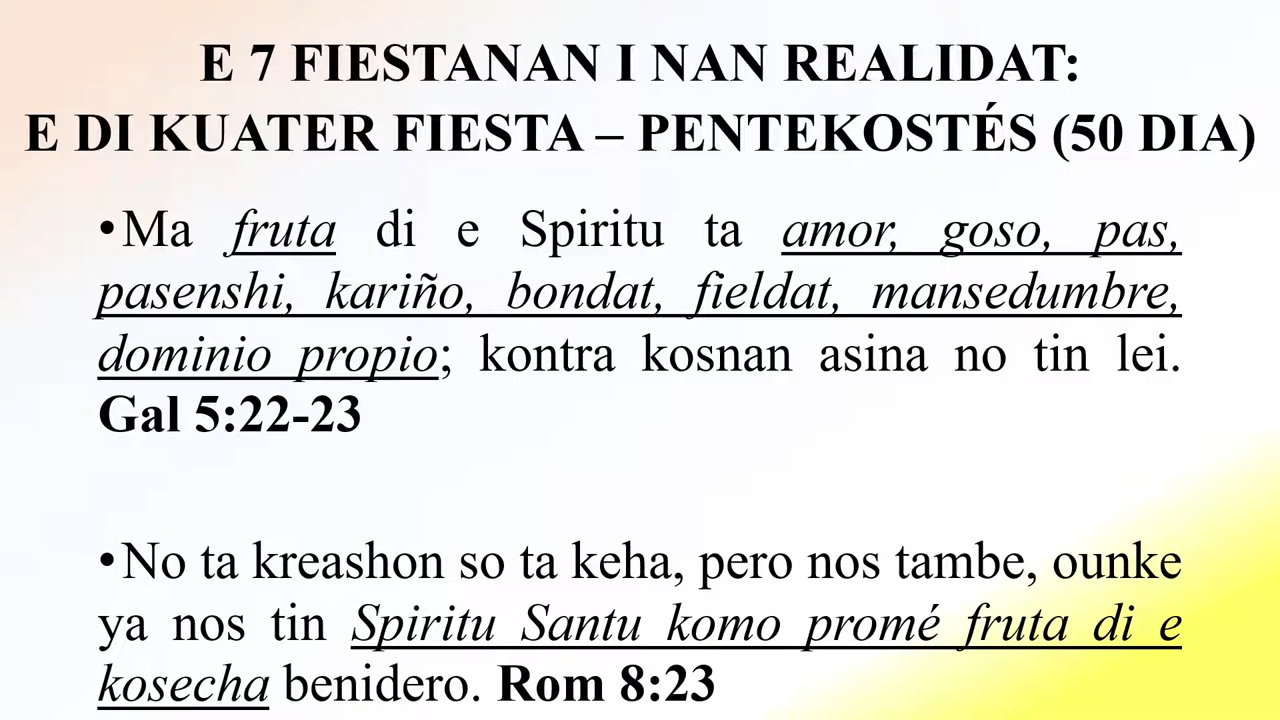 E 7 FIESTANAN I NAN REALIDAT:
E DI KUATER FIESTA – PENTEKOSTÉS (50 DIA)
•Ma fruta di e Spiritu ta amor, goso, pas,
pasenshi, kariño, bondat, fieldat, mansedumbre,
dominio propio; kontra kosnan asina no tin lei.
Gal 5:22-23
•No ta kreashon so ta keha, pero nos tambe, ounke
ya nos tin Spiritu Santu komo promé fruta di e
kosecha benidero. Rom 8:23